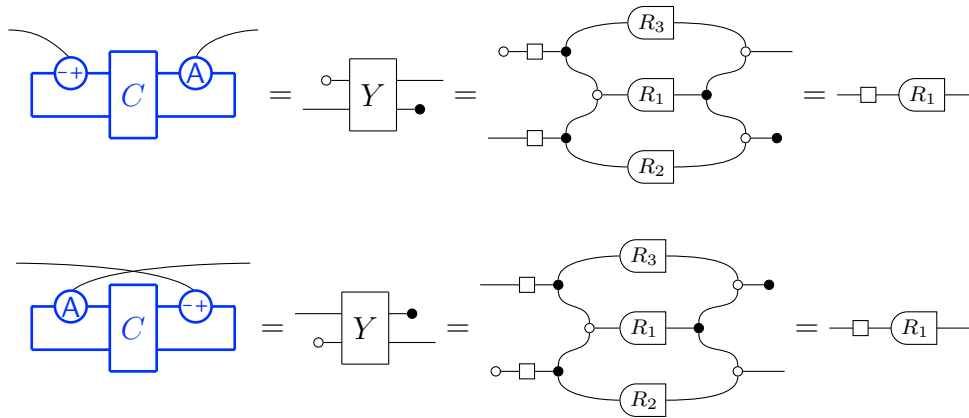 R₃
-+ C A = Y = R₁ = R₁
R₂
R₃
A C -+ = Y = R₁ = R₁
R₂